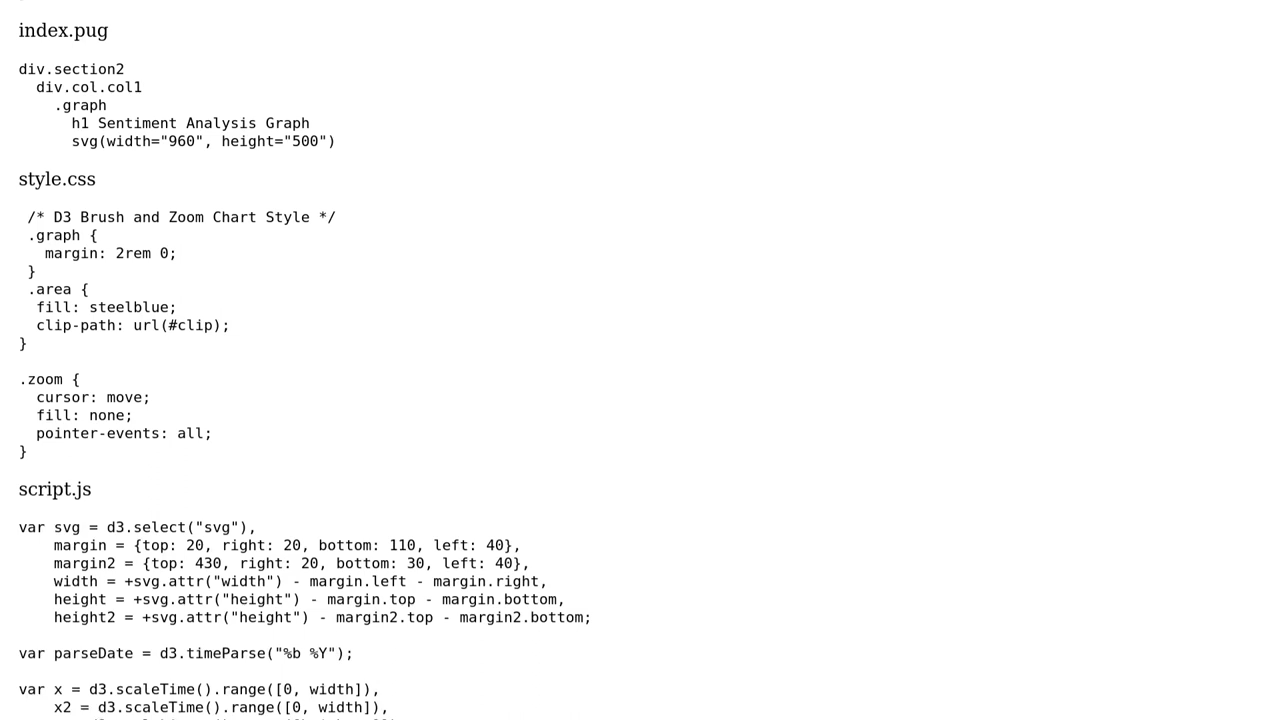 index.pug
div.section2
  div.col.col1
    .graph
      h1 Sentiment Analysis Graph
      svg(width="960", height="500")
style.css
 /* D3 Brush and Zoom Chart Style */
 .graph {
   margin: 2rem 0;
 }
 .area {
  fill: steelblue;
  clip-path: url(#clip);
}
.zoom {
  cursor: move;
  fill: none;
  pointer-events: all;
}
script.js
var svg = d3.select("svg"),
    margin = {top: 20, right: 20, bottom: 110, left: 40},
    margin2 = {top: 430, right: 20, bottom: 30, left: 40},
    width = +svg.attr("width") - margin.left - margin.right,
    height = +svg.attr("height") - margin.top - margin.bottom,
    height2 = +svg.attr("height") - margin2.top - margin2.bottom;
var parseDate = d3.timeParse("%b %Y");
var x = d3.scaleTime().range([0, width]),
    x2 = d3.scaleTime().range([0, width]),